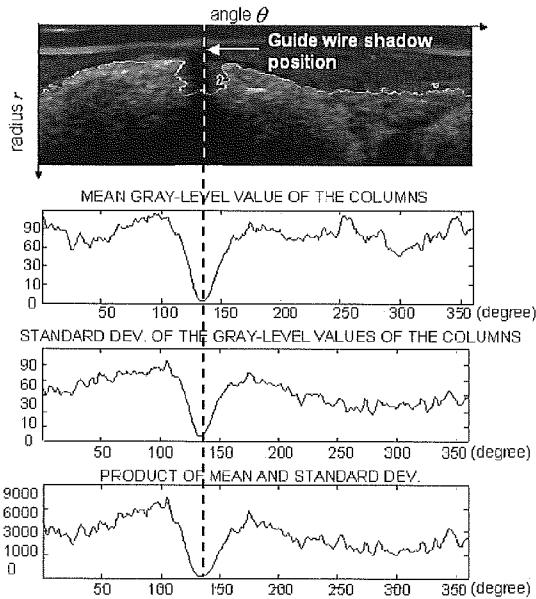 angle θ
Guide wire shadow
position
radius r
MEAN GRAY-LEVEL VALUE OF THE COLUMNS
90
60
30
10
0
50 100 150 200 250 300 350 (degree)
STANDARD DEV. OF THE GRAY-LEVEL VALUES OF THE COLUMNS
90
60
30
10
0
50 100 150 200 250 300 350 (degree)
PRODUCT OF MEAN AND STANDARD DEV.
9000
6000
3000
1000
0
50 100 150 200 250 300 350 (degree)